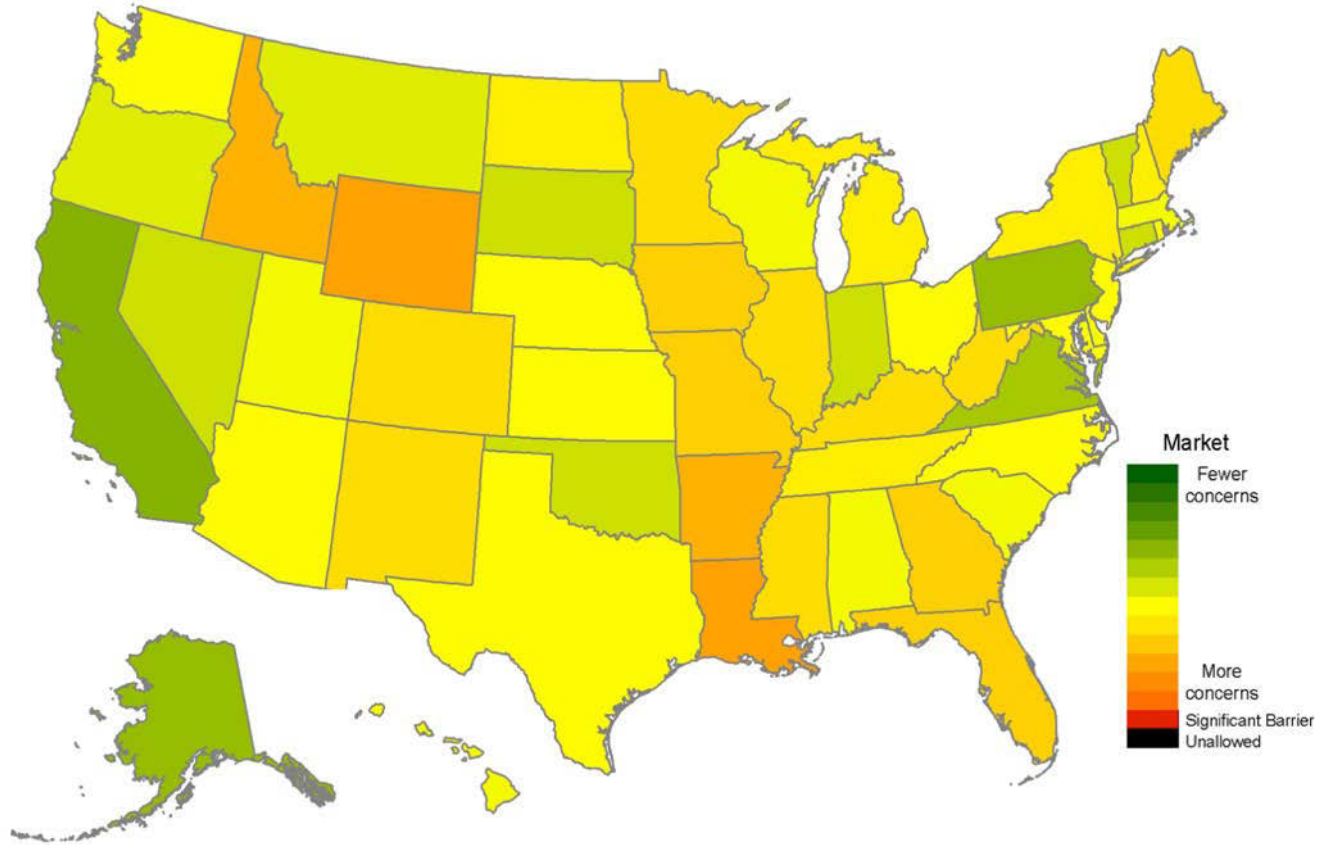 Market
Fewer
concerns
More
concerns
Significant Barrier
Unallowed